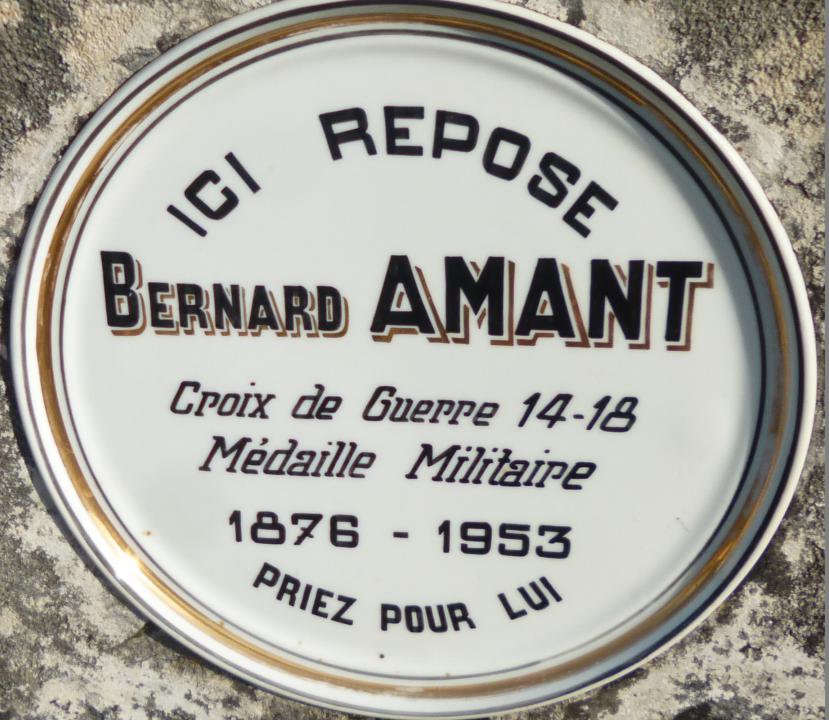 ICI REPOSE
BERNARD AMANT
Croix de Guerre 14-18
Médaille Militaire
1876 - 1953
PRIEZ POUR LUI